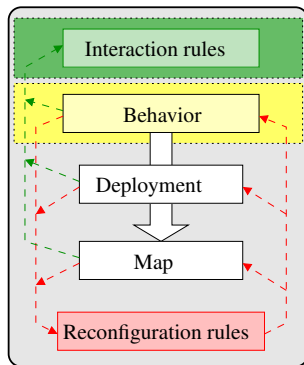 Interaction rules
Behavior
Deployment
Map
Reconfiguration rules